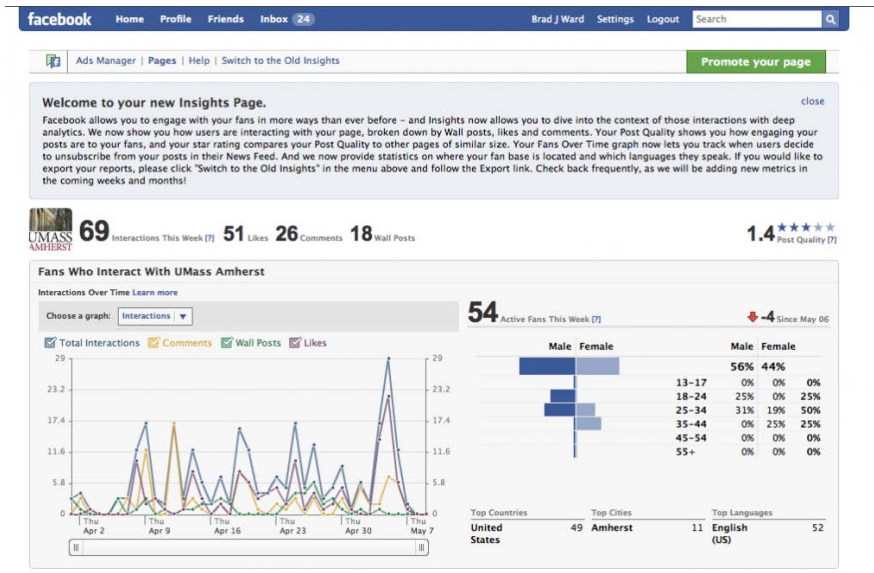 facebook Home Profile Friends Inbox 24 Brad J Ward Settings Logout Search
Ads Manager | Pages | Help | Switch to the Old Insights Promote your page
Welcome to your new Insights Page. close
Facebook allows you to engage with your fans in more ways than ever before – and Insights now allows you to dive into the context of those interactions with deep
analytics. We now show you how users are interacting with your page, broken down by Wall posts, likes and comments. Your Post Quality shows you how engaging your
posts are to your fans, and your star rating compares your Post Quality to other pages of similar size. Your Fans Over Time graph now lets you track when users decide
to unsubscribe from your posts in their News Feed. And we now provide statistics on where your fan base is located and which languages they speak. If you would like to
export your reports, please click "Switch to the Old Insights" in the menu above and follow the Export link. Check back frequently, as we will be adding new metrics in
the coming weeks and months!
UMASS
AMHERST
69 Interactions This Week [?] 51 Likes 26 Comments 18 Wall Posts 1.4 Post Quality [?]
Fans Who Interact With UMass Amherst
Interactions Over Time Learn more
Choose a graph: Interactions
Total Interactions Comments Wall Posts Likes
29 29
23.2 23.2
17.4 17.4
11.6 11.6
5.8 5.8
0 0
Thu Thu Thu Thu Thu Thu
Apr 2 Apr 9 Apr 16 Apr 23 Apr 30 May 7
54 Active Fans This Week [?] -4 Since May 06
Male Female Male Female
56% 44%
13-17 0% 0% 0%
18-24 25% 0% 25%
25-34 31% 19% 50%
35-44 0% 25% 25%
45-54 0% 0% 0%
55+ 0% 0% 0%
Top Countries Top Cities Top Languages
United States 49 Amherst 11 English (US) 52